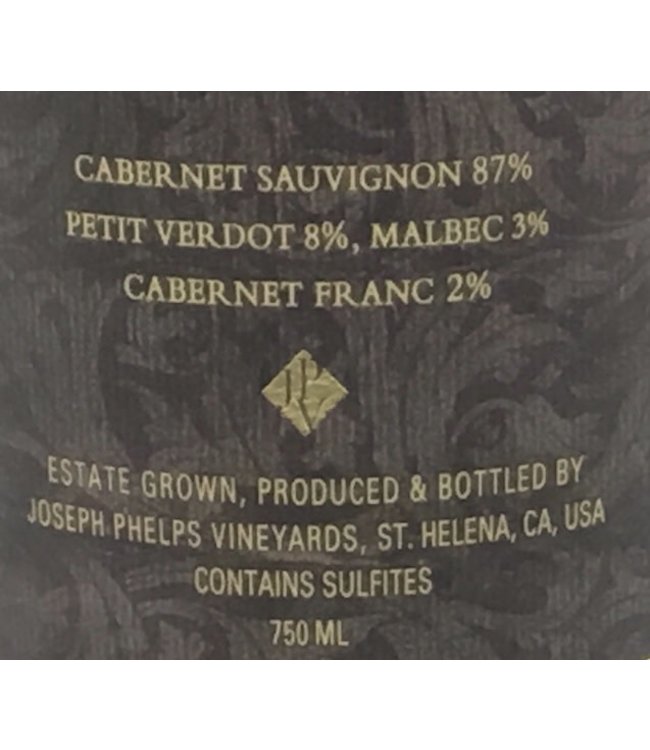 CABERNET SAUVIGNON 87%
PETIT VERDOT 8%, MALBEC 3%
CABERNET FRANC 2%
ESTATE GROWN, PRODUCED & BOTTLED BY
JOSEPH PHELPS VINEYARDS, ST. HELENA, CA, USA
CONTAINS SULFITES
750 ML